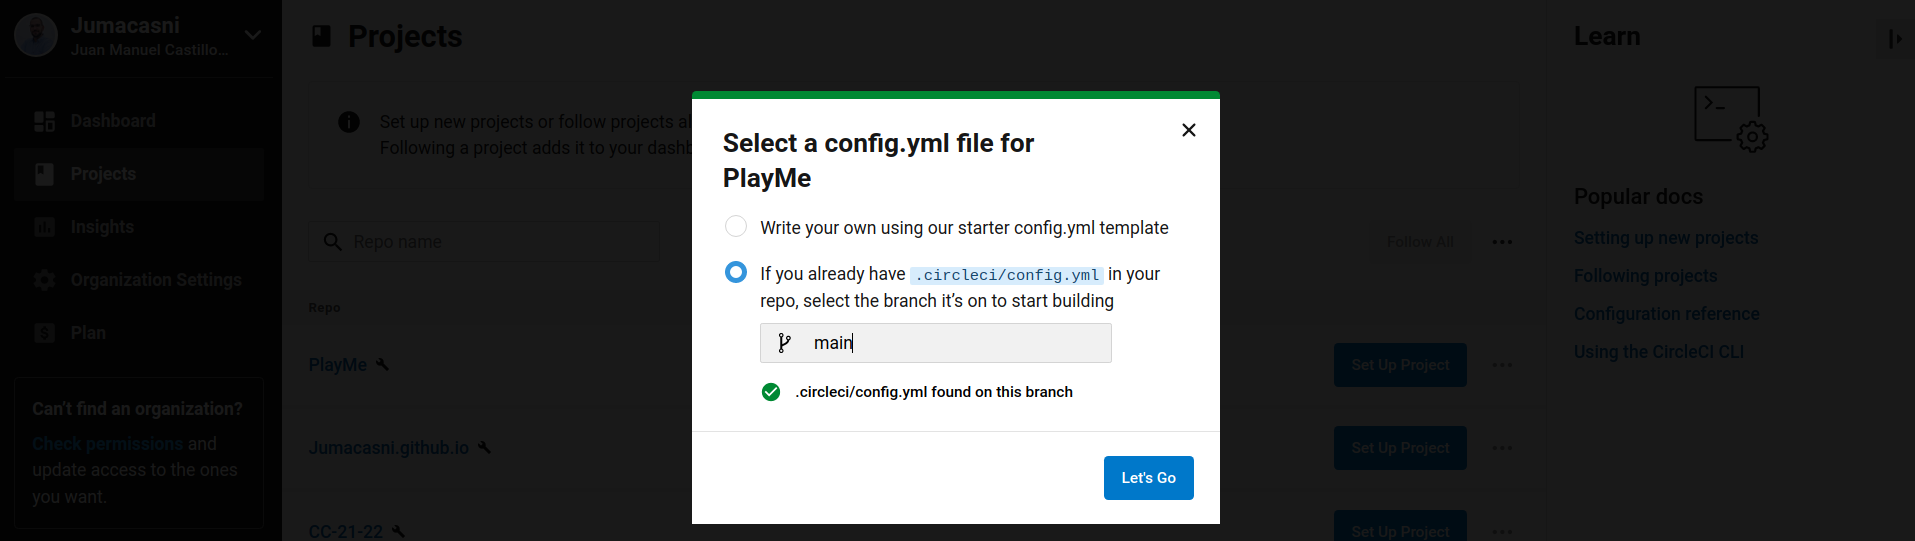 Jumacasni
Juan Manuel Castillo...
Dashboard
Projects
Insights
Organization Settings
Plan
Can't find an organization?
Check permissions and
update access to the ones
you want.
Projects
Set up new projects or follow projects al
Following a project adds it to your dashb
Repo name
Follow All
Repo
PlayMe
Set Up Project
Jumacasni.github.io
Set Up Project
CC-21-22
Set Up Project
Select a config.yml file for
PlayMe
Write your own using our starter config.yml template
If you already have .circleci/config.yml in your
repo, select the branch it’s on to start building
main
.circleci/config.yml found on this branch
Let's Go
Learn
Popular docs
Setting up new projects
Following projects
Configuration reference
Using the CircleCI CLI